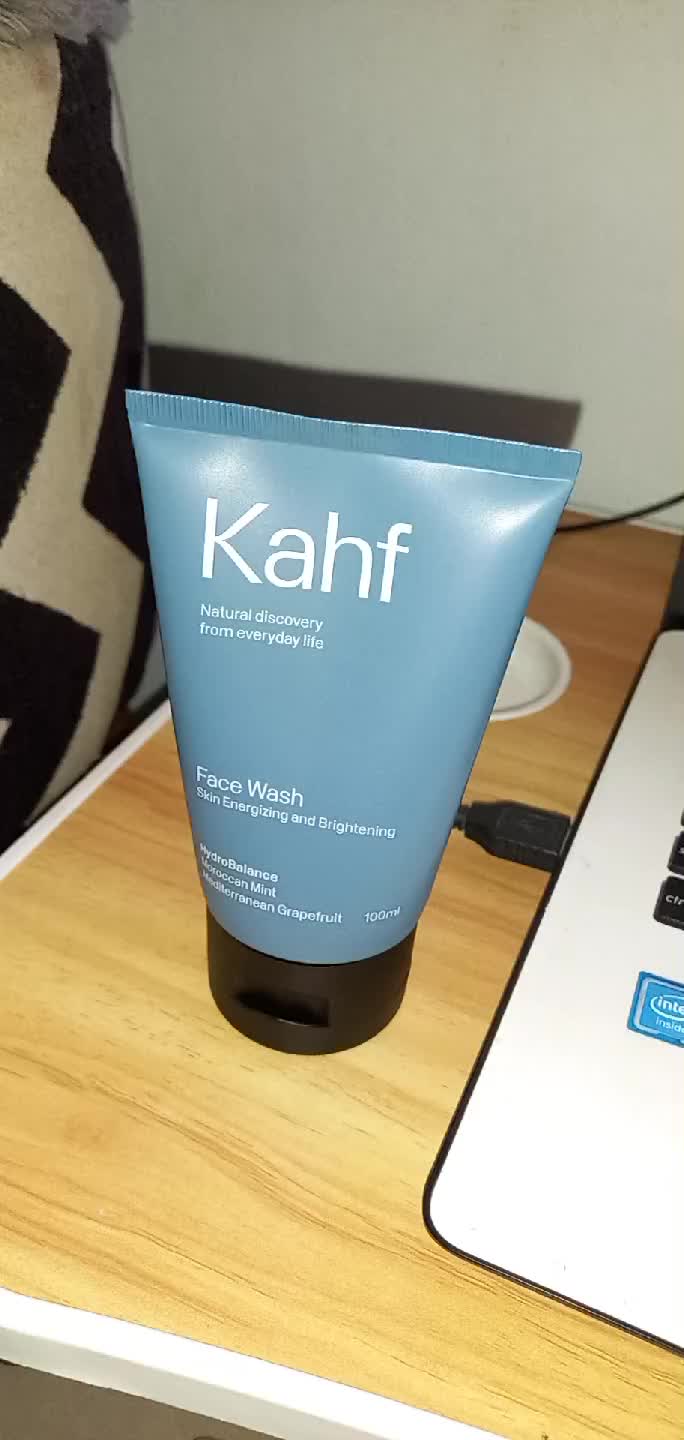 Kahf
Natural discovery
from everyday life
Face Wash
Skin Energizing and Brightening
HydroBalance
Moroccan Mint
Mediterranean Grapefruit
100ml